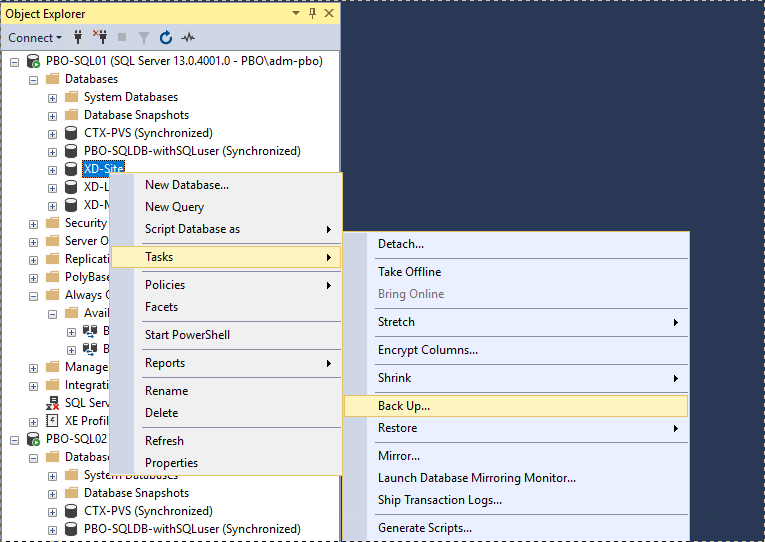 Object Explorer
Connect
PBO-SQL01 (SQL Server 13.0.4001.0 - PBO\adm-pbo)
Databases
System Databases
Database Snapshots
CTX-PVS (Synchronized)
PBO-SQLDB-withSQLuser (Synchronized)
XD-Site
XD-L
XD-M
Security
Server O
Replicati
PolyBase
Always O
Avai
B
B
Manage
Integrati
SQL Serv
XE Profil
PBO-SQL02
Databas
System Databases
Database Snapshots
CTX-PVS (Synchronized)
PBO-SQLDB-withSQLuser (Synchronized)
New Database...
New Query
Script Database as
Tasks
Policies
Facets
Start PowerShell
Reports
Rename
Delete
Refresh
Properties
Detach...
Take Offline
Bring Online
Stretch
Encrypt Columns...
Shrink
Back Up...
Restore
Mirror...
Launch Database Mirroring Monitor...
Ship Transaction Logs...
Generate Scripts...